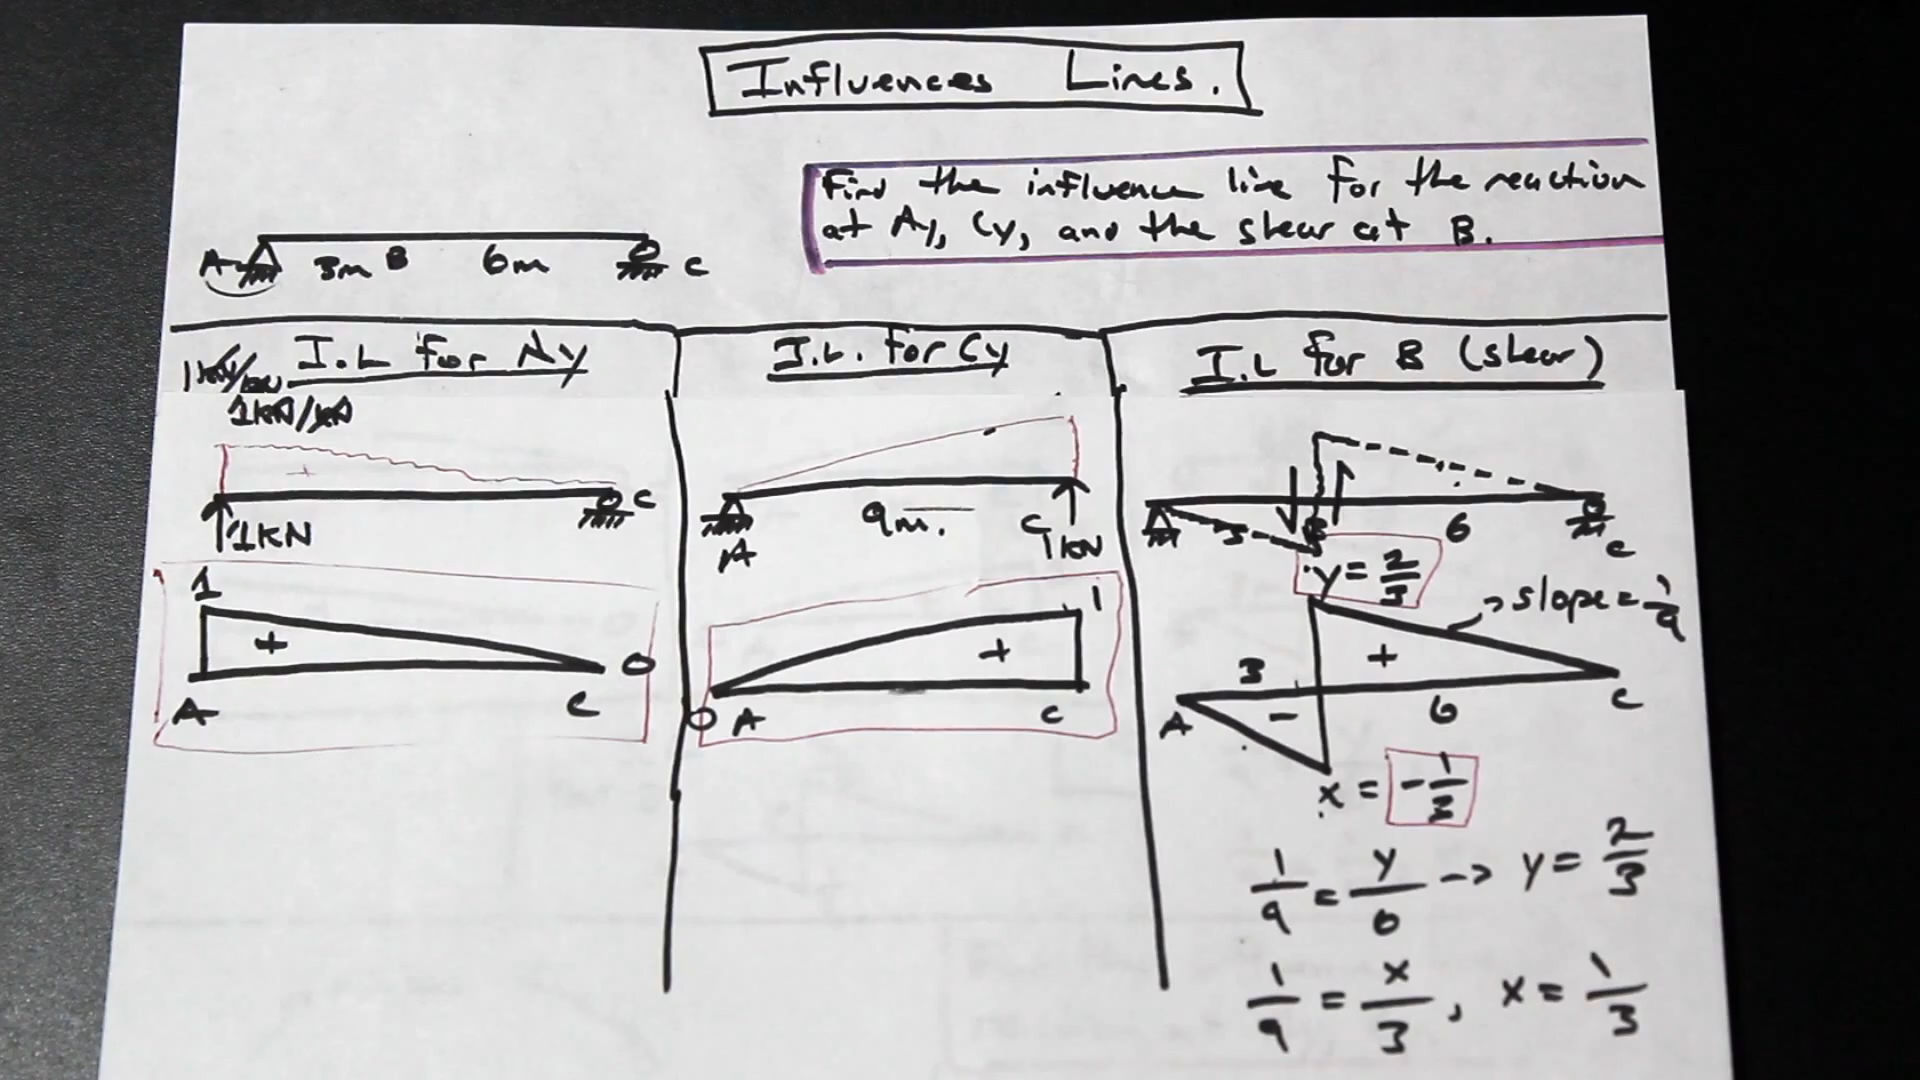 Influences Lines.
Find the influence line for the reaction
at Ay, Cy, and the shear at B.
A 3m B 6m C
I.L for Ay
1kN/kN
1kN
C
1
+
O
A C
I.L. for Cy
9m.
A C 1kN
1
+
O A C
I.L for B (shear)
3 B 6
C
y = 2/3
slope = 1/9
3 +
A - 6 C
x = -1/3
1/9 = y/6 -> y = 2/3
1/9 = x/3, x = 1/3